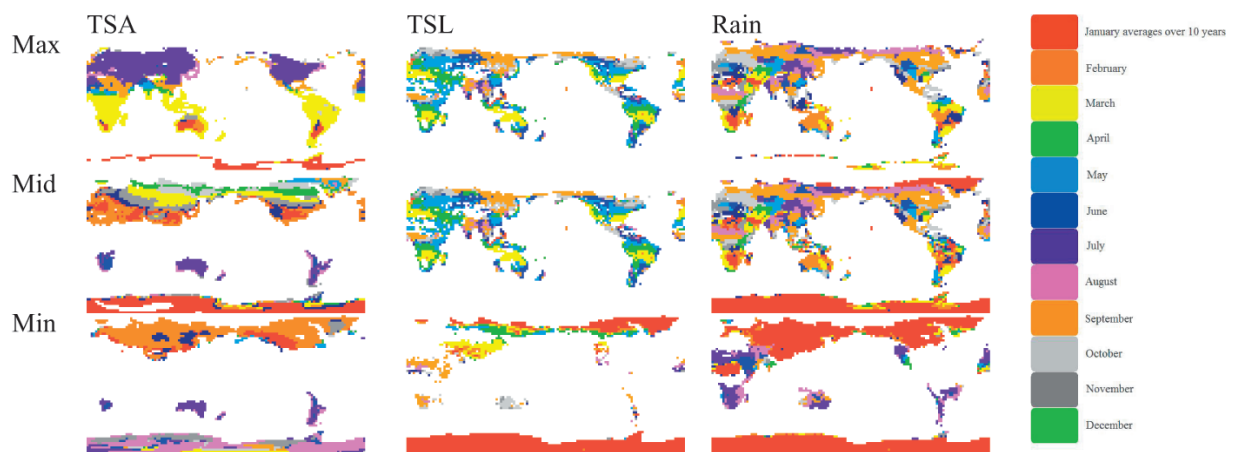 TSA TSL Rain
Max
Mid
Min
January averages over 10 years
February
March
April
May
June
July
August
September
October
November
December